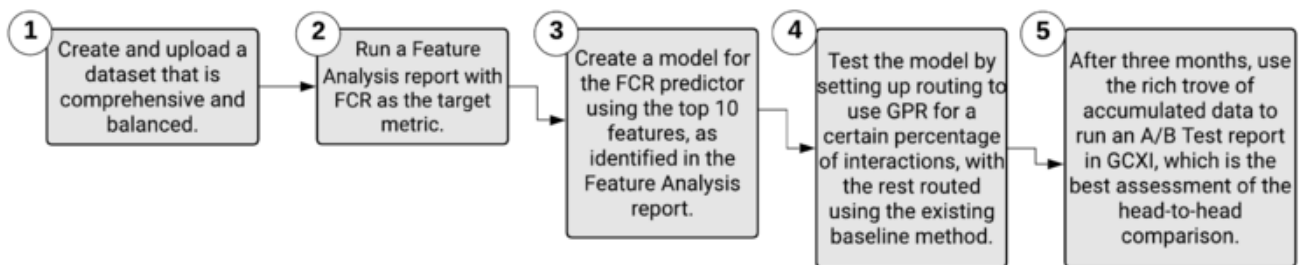 1
Create and upload a
dataset that is
comprehensive and
balanced.
2
Run a Feature
Analysis report with
FCR as the target
metric.
3
Create a model for
the FCR predictor
using the top 10
features, as
identified in the
Feature Analysis
report.
4
Test the model by
setting up routing to
use GPR for a
certain percentage
of interactions, with
the rest routed
using the existing
baseline method.
5
After three months, use
the rich trove of
accumulated data to
run an A/B Test report
in GCXI, which is the
best assessment of the
head-to-head
comparison.